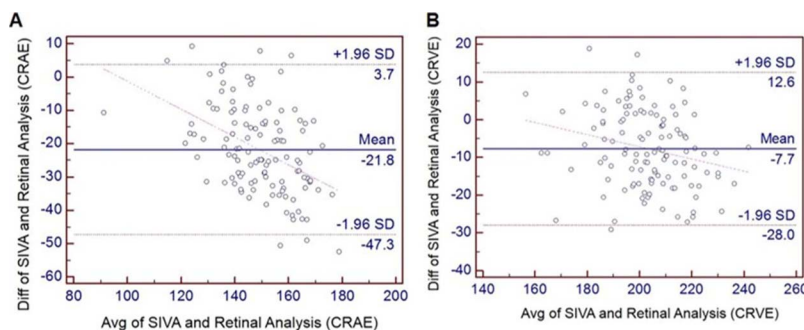 A
Diff of SIVA and Retinal Analysis (CRAE)
10
0
-10
-20
-30
-40
-50
-60
+1.96 SD
3.7
Mean
-21.8
-1.96 SD
-47.3
80 100 120 140 160 180 200
Avg of SIVA and Retinal Analysis (CRAE)
B
Diff of SIVA and Retinal Analysis (CRVE)
20
10
0
-10
-20
-30
-40
+1.96 SD
12.6
Mean
-7.7
-1.96 SD
-28.0
140 160 180 200 220 240 260
Avg of SIVA and Retinal Analysis (CRVE)